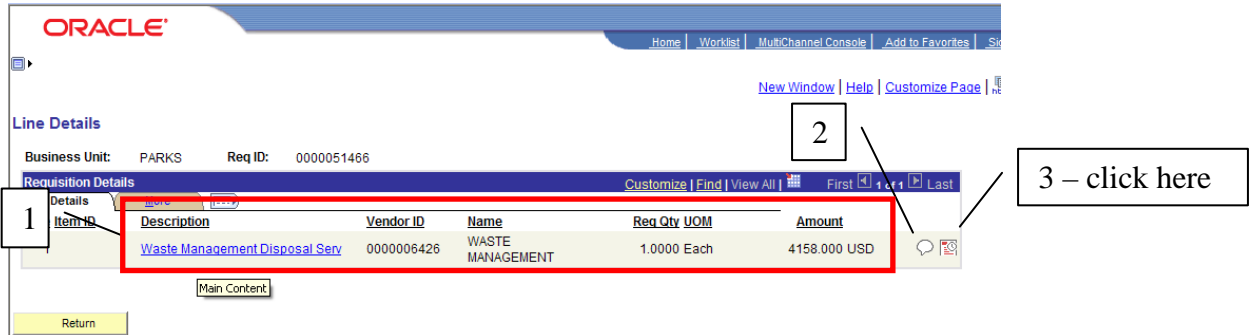 ORACLE
Home | Worklist | MultiChannel Console | Add to Favorites |
New Window | Help | Customize Page |
Line Details
2
3 – click here
Business Unit: PARKS Req ID: 0000051466
Requisition Details Customize | Find | View All | First 1 of 1 Last
Details More
1
Item ID Description Vendor ID Name Req Qty UOM Amount
1 Waste Management Disposal Serv 0000006426 WASTE MANAGEMENT 1.0000 Each 4158.000 USD
Main Content
Return